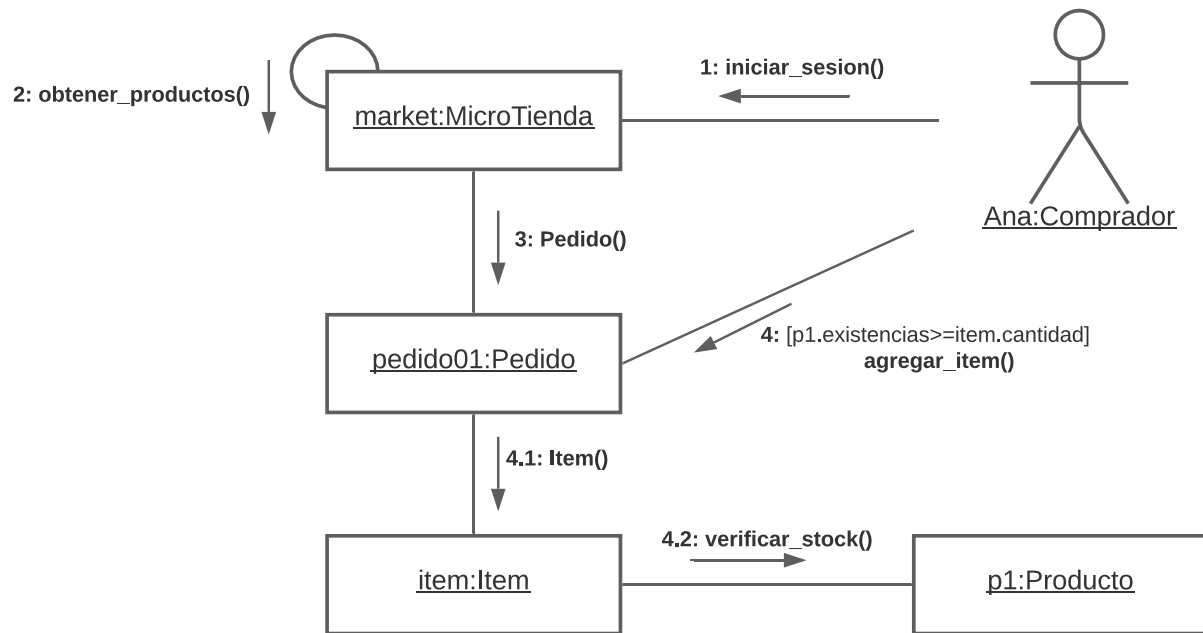 1: iniciar_sesion()
2: obtener_productos()
market:MicroTienda
Ana:Comprador
3: Pedido()
4: [p1.existencias>=item.cantidad]
agregar_item()
pedido01:Pedido
4.1: Item()
4.2: verificar_stock()
item:Item
p1:Producto